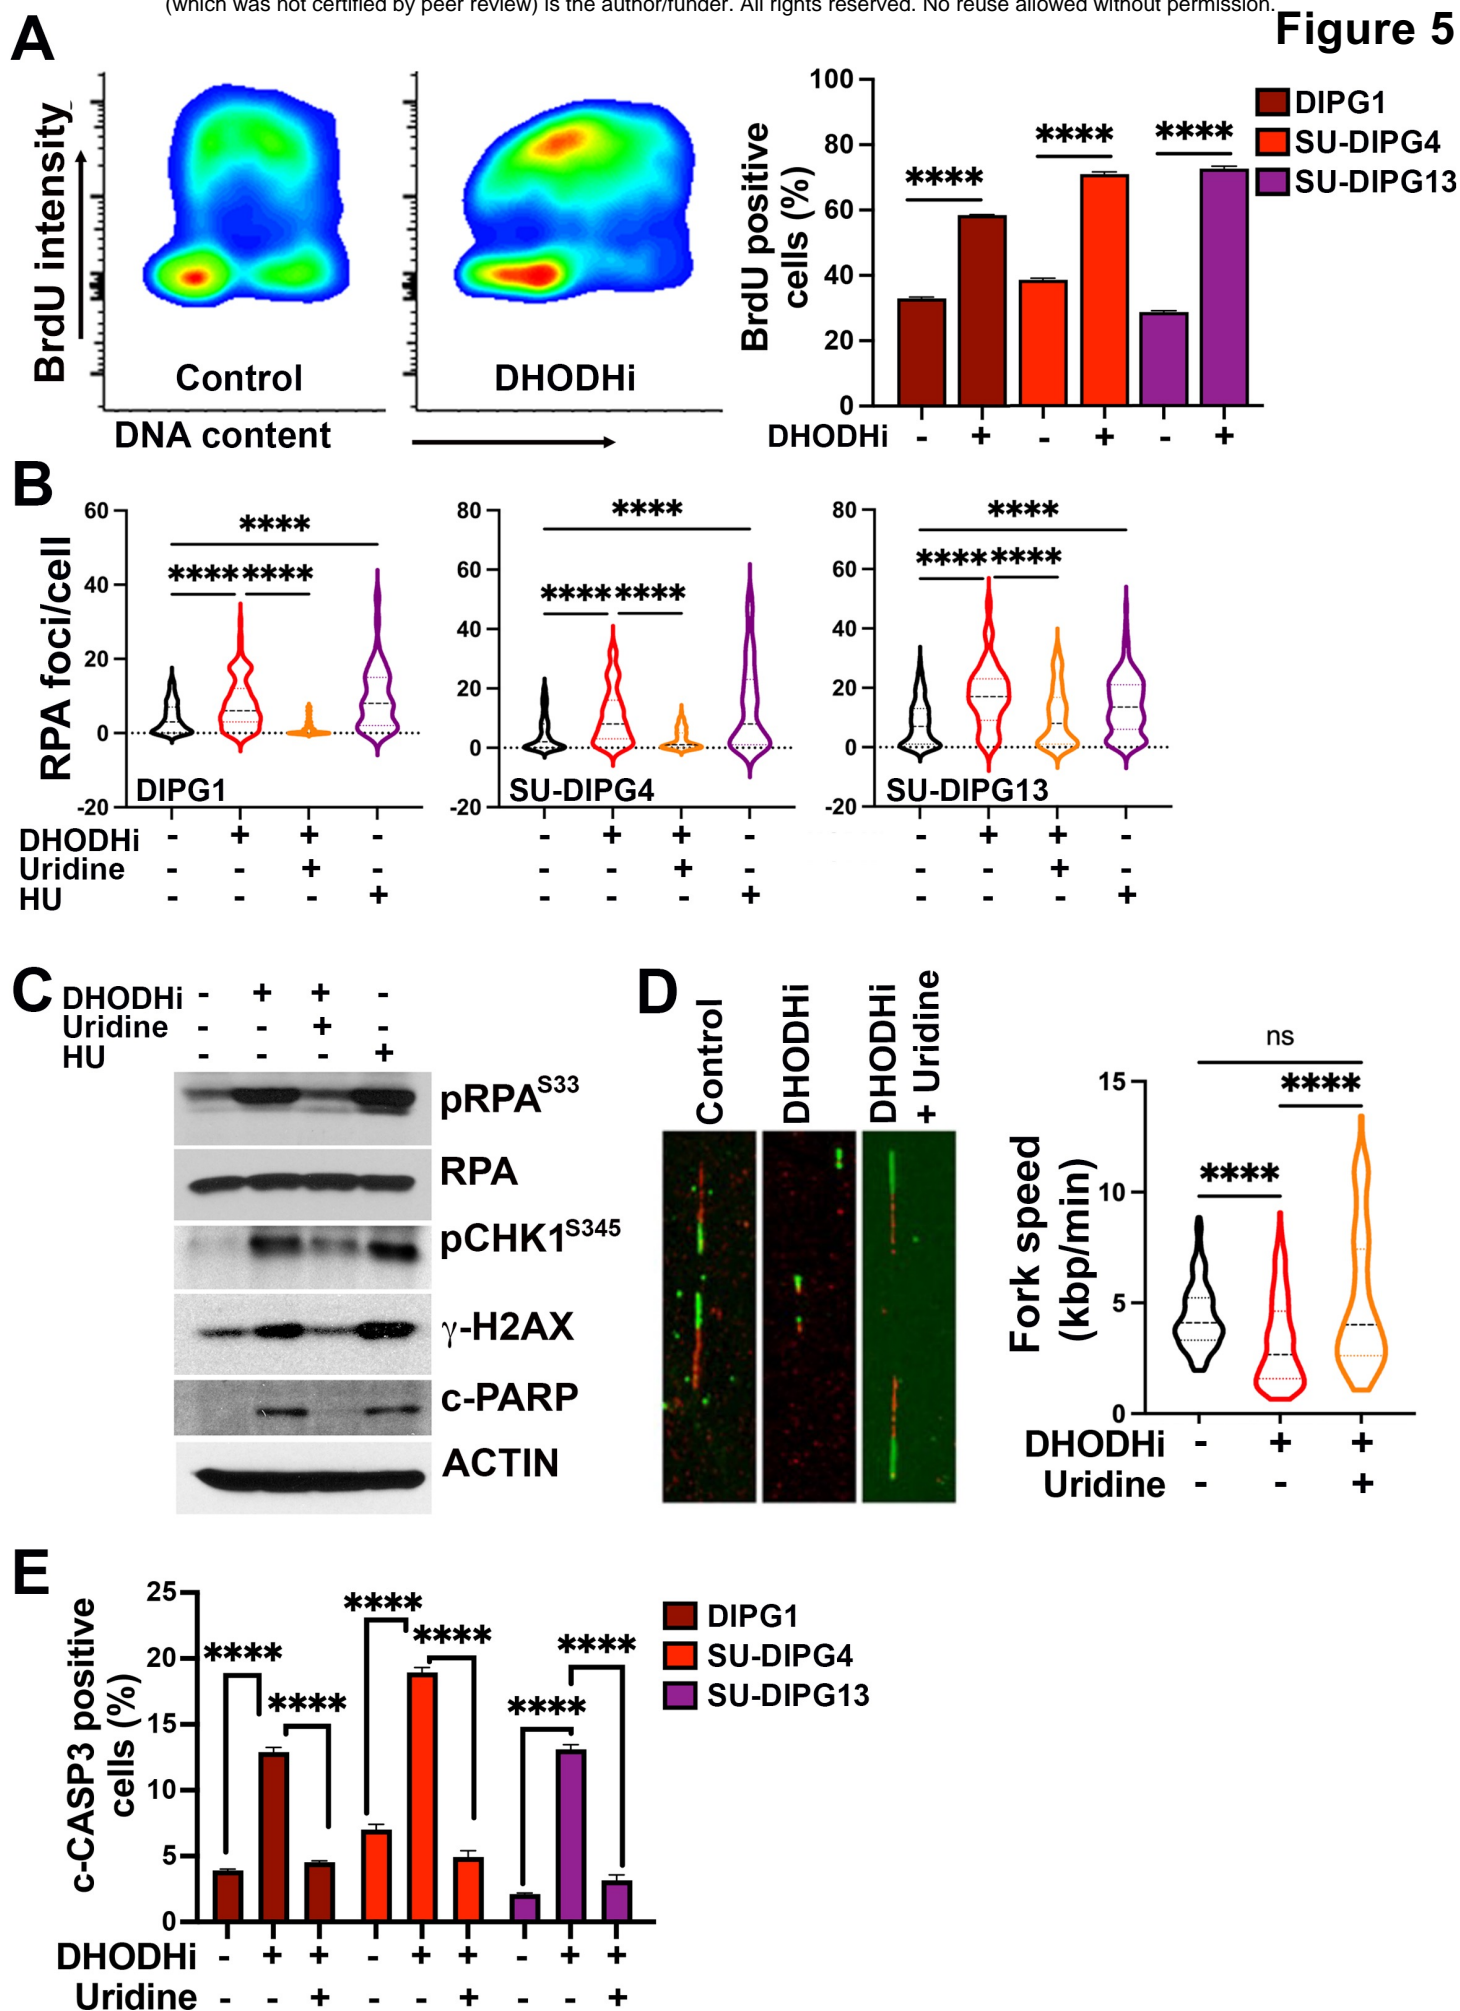 (which was not certified by peer review) is the author/funder. All rights reserved. No reuse allowed without permission.
Figure 5
A
BrdU intensity
Control
DHODHi
DNA content
BrdU positive
cells (%)
100
80
60
40
20
0
****
****
****
DHODHi - + - + - +
DIPG1
SU-DIPG4
SU-DIPG13
B
RPA foci/cell
60
40
20
0
-20
****
**** ****
DIPG1
80
60
40
20
0
-20
****
**** ****
SU-DIPG4
80
60
40
20
0
-20
****
**** ****
SU-DIPG13
DHODHi - + + - - + + - - + + -
Uridine - - + - - - + - - - + -
HU - - - + - - - + - - - +
C
DHODHi - + + -
Uridine - - + -
HU - - - +
pRPAS33
RPA
pCHK1S345
γ-H2AX
c-PARP
ACTIN
D
Control
DHODHi
DHODHi
+ Uridine
Fork speed
(kbp/min)
15
10
5
0
ns
****
****
DHODHi - + +
Uridine - - +
E
c-CASP3 positive
cells (%)
25
20
15
10
5
0
****
****
****
****
****
****
DHODHi - + + - + + - + +
Uridine - - + - - + - - +
DIPG1
SU-DIPG4
SU-DIPG13